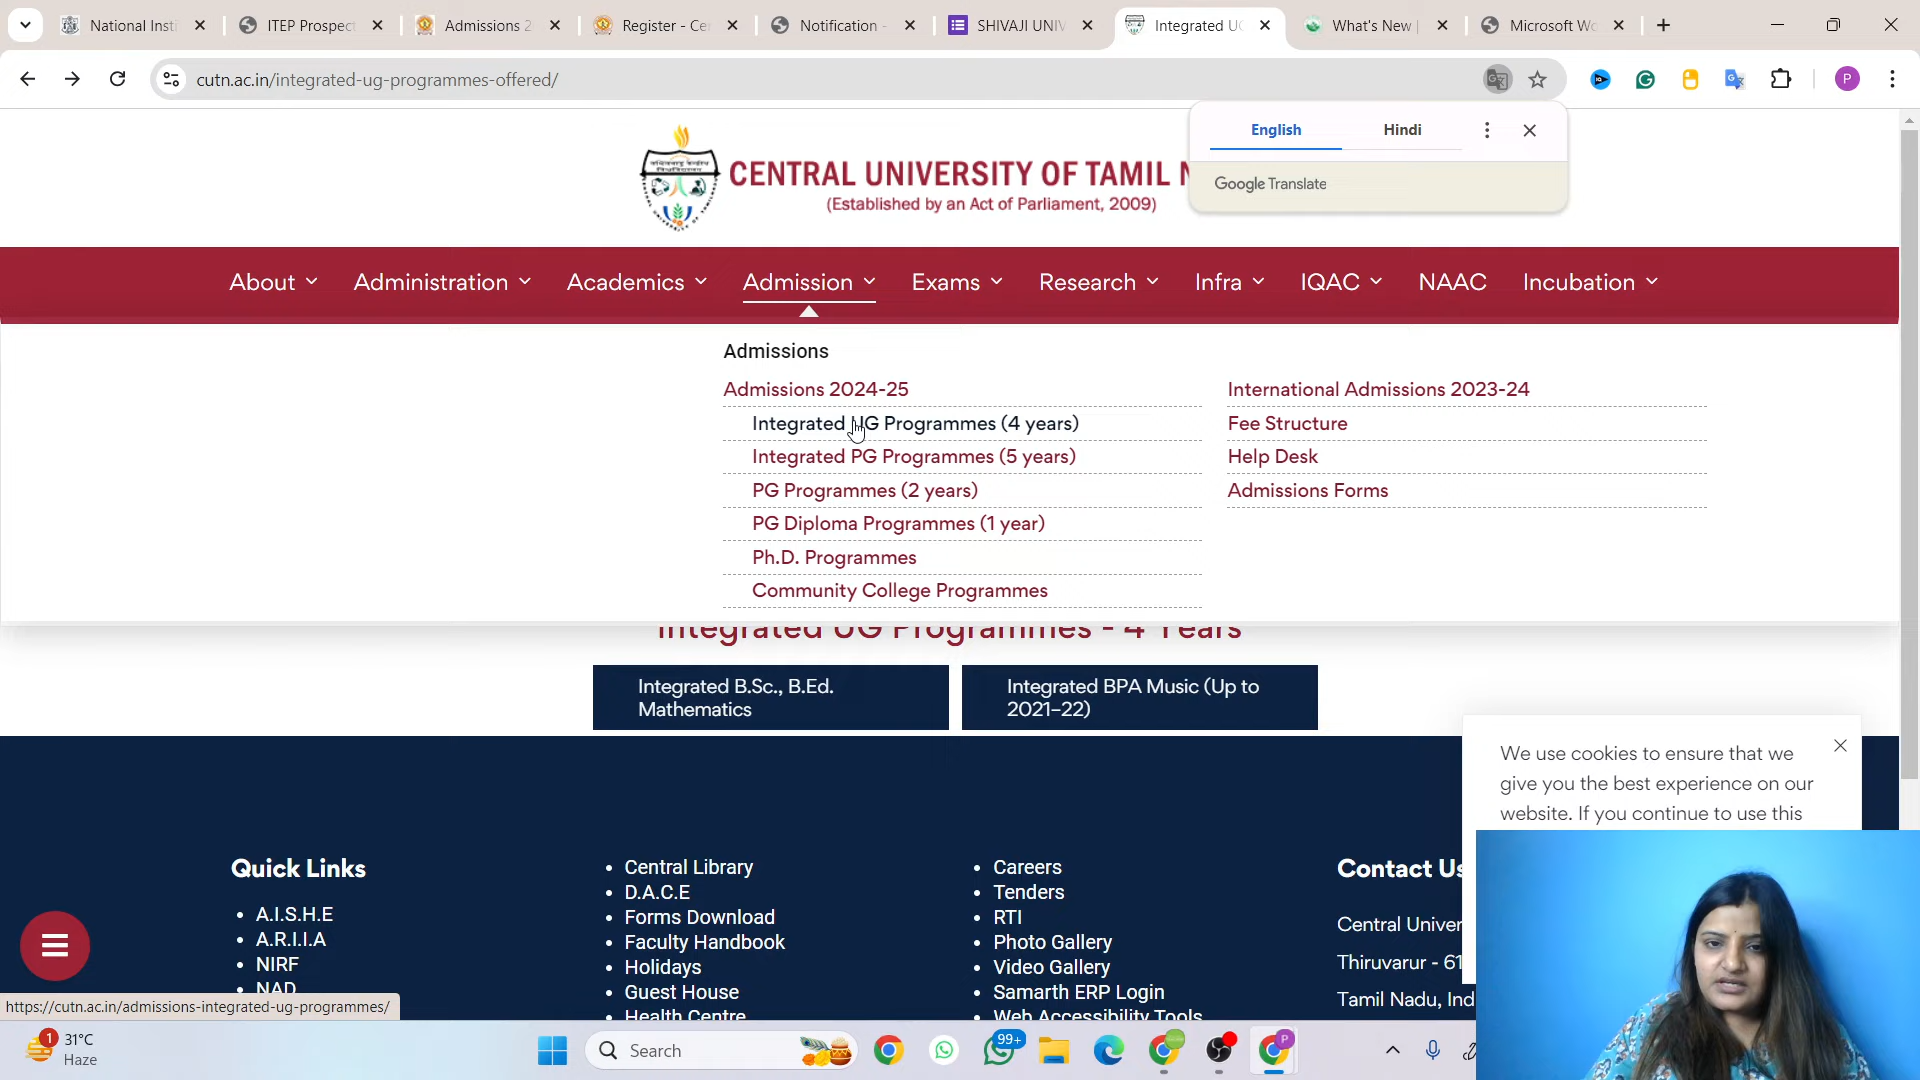 National Insti
ITEP Prospect
Admissions 2
Register - Cer
Notification -
SHIVAJI UNIV
Integrated UG
What's New |
Microsoft Wo
cutn.ac.in/integrated-ug-programmes-offered/
P
English
Hindi
Google Translate
CENTRAL UNIVERSITY OF TAMIL N
(Established by an Act of Parliament, 2009)
About
Administration
Academics
Admission
Exams
Research
Infra
IQAC
NAAC
Incubation
Admissions
Admissions 2024-25
Integrated UG Programmes (4 years)
Integrated PG Programmes (5 years)
PG Programmes (2 years)
PG Diploma Programmes (1 year)
Ph.D. Programmes
Community College Programmes
International Admissions 2023-24
Fee Structure
Help Desk
Admissions Forms
Integrated UG Programmes - 4 Years
Integrated B.Sc., B.Ed.
Mathematics
Integrated BPA Music (Up to
2021–22)
We use cookies to ensure that we
give you the best experience on our
website. If you continue to use this
Quick Links
A.I.S.H.E
A.R.I.I.A
NIRF
NAD
Central Library
D.A.C.E
Forms Download
Faculty Handbook
Holidays
Guest House
Health Centre
Careers
Tenders
RTI
Photo Gallery
Video Gallery
Samarth ERP Login
Web Accessibility Tools
Contact Us
Central Univer
Thiruvarur - 61
Tamil Nadu, Ind
https://cutn.ac.in/admissions-integrated-ug-programmes/
1
31°C
Haze
Search
99+
P